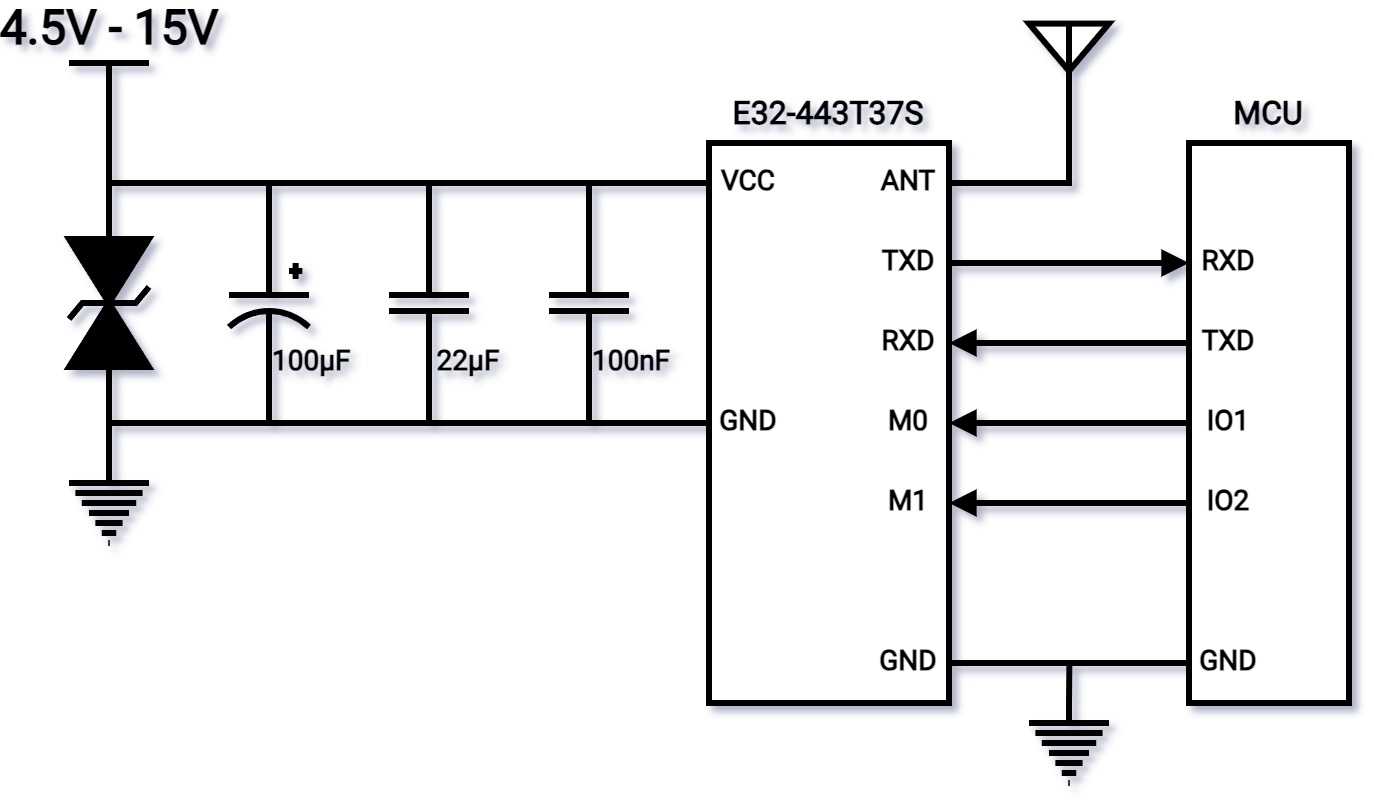 4.5V - 15V
E32-443T37S
MCU
VCC
ANT
TXD
RXD
+
RXD
TXD
100µF
22µF
100nF
GND
M0
IO1
M1
IO2
GND
GND